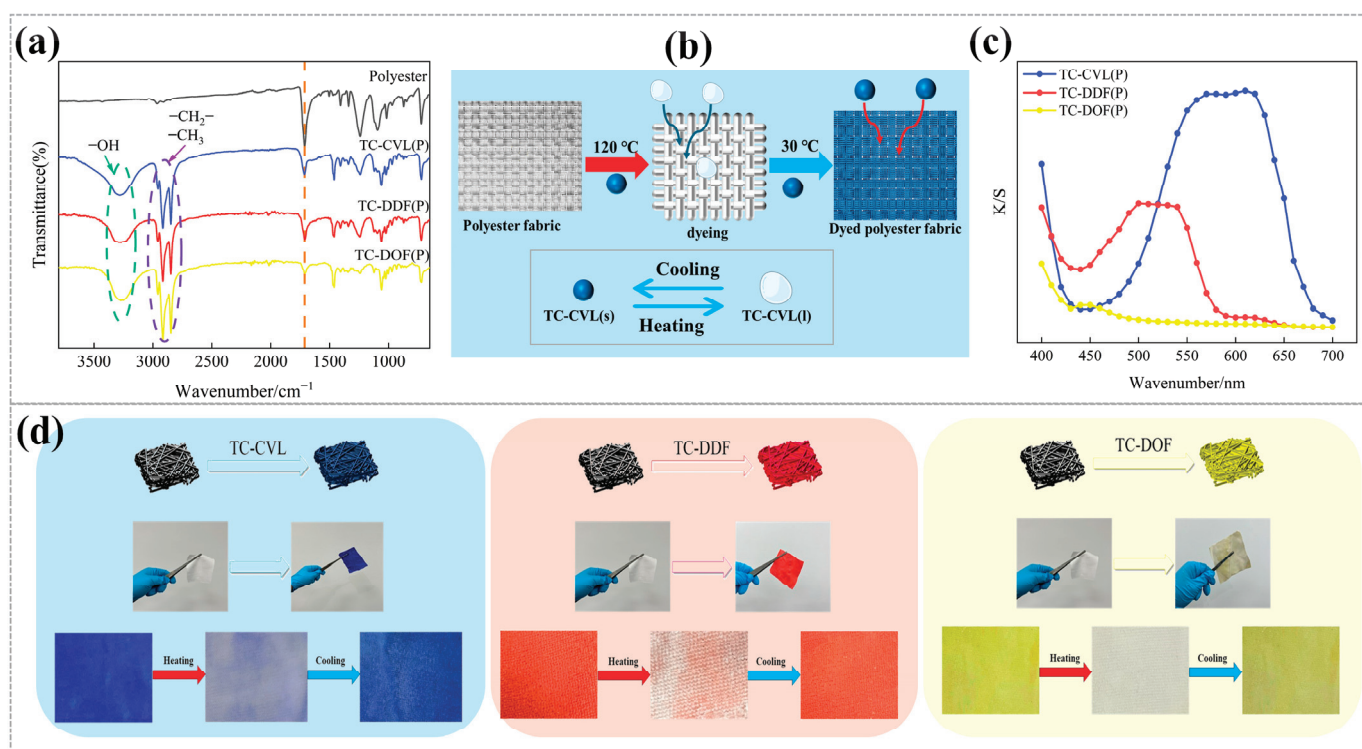 (a)
Polyester
−CH₂−
−CH₃
−OH
TC-CVL(P)
TC-DDF(P)
TC-DOF(P)
Transmittance(%)
3500 3000 2500 2000 1500 1000
Wavenumber/cm⁻¹
(b)
120 °C
30 °C
Polyester fabric
dyeing
Dyed polyester fabric
Cooling
TC-CVL(s)
TC-CVL(l)
Heating
(c)
TC-CVL(P)
TC-DDF(P)
TC-DOF(P)
K/S
400 450 500 550 600 650 700
Wavenumber/nm
(d)
TC-CVL
Heating
Cooling
TC-DDF
Heating
Cooling
TC-DOF
Heating
Cooling